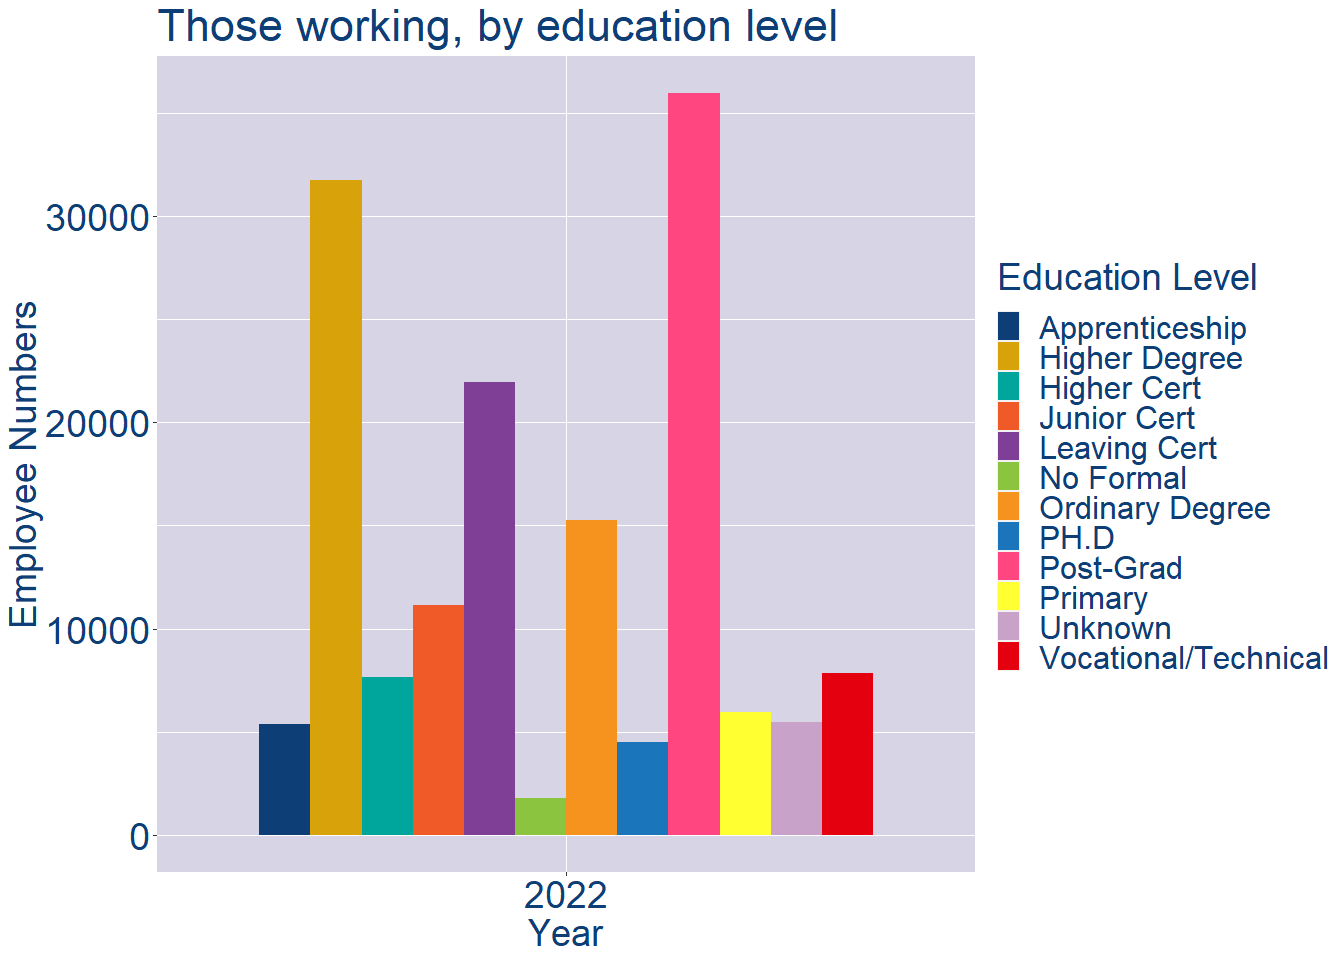 Those working, by education level
Employee Numbers
30000
20000
10000
0
2022
Year
Education Level
Apprenticeship
Higher Degree
Higher Cert
Junior Cert
Leaving Cert
No Formal
Ordinary Degree
PH.D
Post-Grad
Primary
Unknown
Vocational/Technical